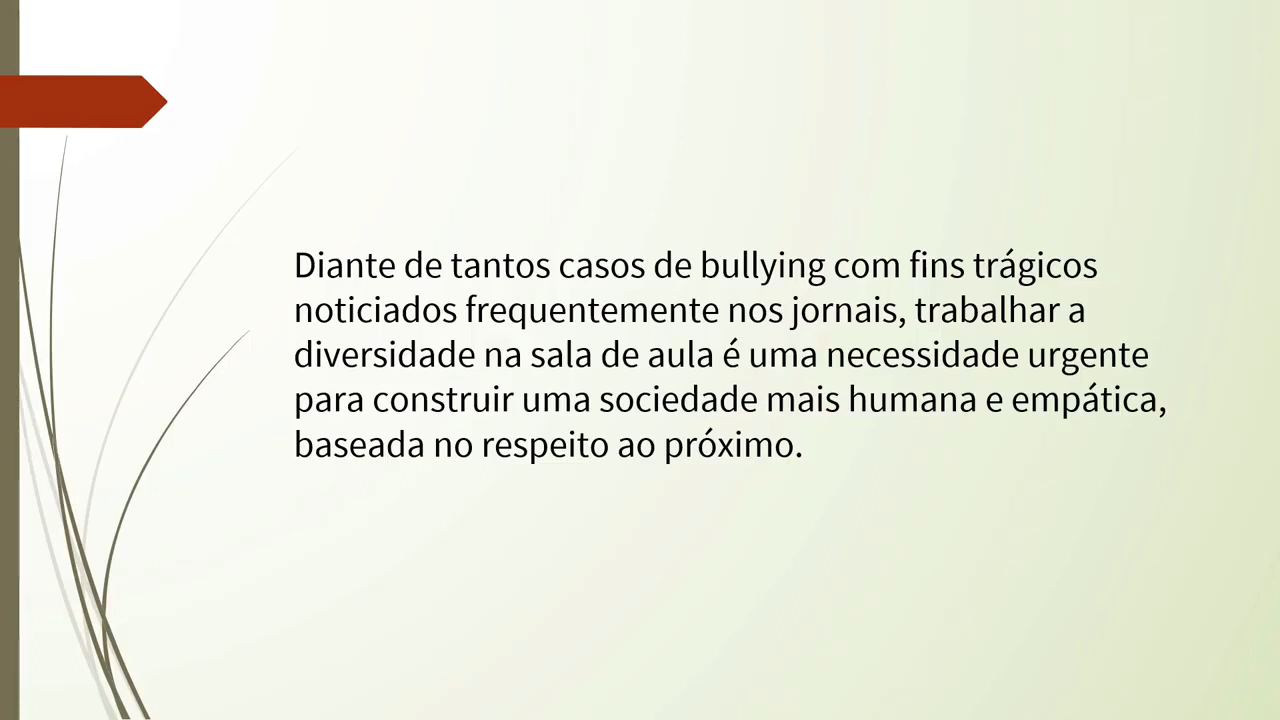 Diante de tantos casos de bullying com fins trágicos
noticiados frequentemente nos jornais, trabalhar a
diversidade na sala de aula é uma necessidade urgente
para construir uma sociedade mais humana e empática,
baseada no respeito ao próximo.